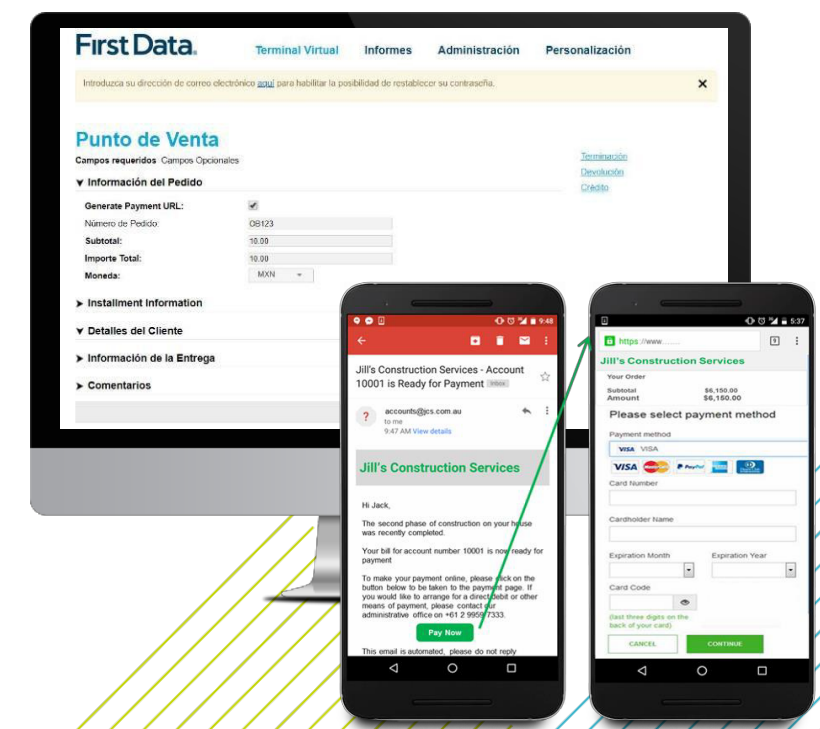 First Data.
Terminal Virtual Informes Administración Personalización
Introduzca su dirección de correo electrónico aquí para habilitar la posibilidad de restablecer su contraseña.
Punto de Venta
Campos requeridos Campos Opcionales
Terminación
Devolución
Crédito
Información del Pedido
Generate Payment URL:
Número de Pedido OB123
Subtotal: 10.00
Importe Total: 10.00
Moneda: MXN
Installment Information
Detalles del Cliente
Información de la Entrega
Comentarios
9:48
Jill's Construction Services - Account
10001 is Ready for Payment Inbox
? accounts@jcs.com.au
to me
9:47 AM View details
Jill's Construction Services
Hi Jack,
The second phase of construction on your house
was recently completed.
Your bill for account number 10001 is now ready for
payment
To make your payment online, please click on the
button below to be taken to the payment page. If
you would like to arrange for a direct debit or other
means of payment, please contact our
administrative office on +61 2 9959 7333.
Pay Now
This email is automated, please do not reply
5:37
https://www.........
9
Jill's Construction Services
Your Order
Subtotal $6,150.00
Amount $6,150.00
Please select payment method
Payment method
VISA VISA
VISA PayPal
Card Number
Cardholder Name
Expiration Month Expiration Year
Card Code
(last three digits on the
back of your card)
CANCEL CONTINUE